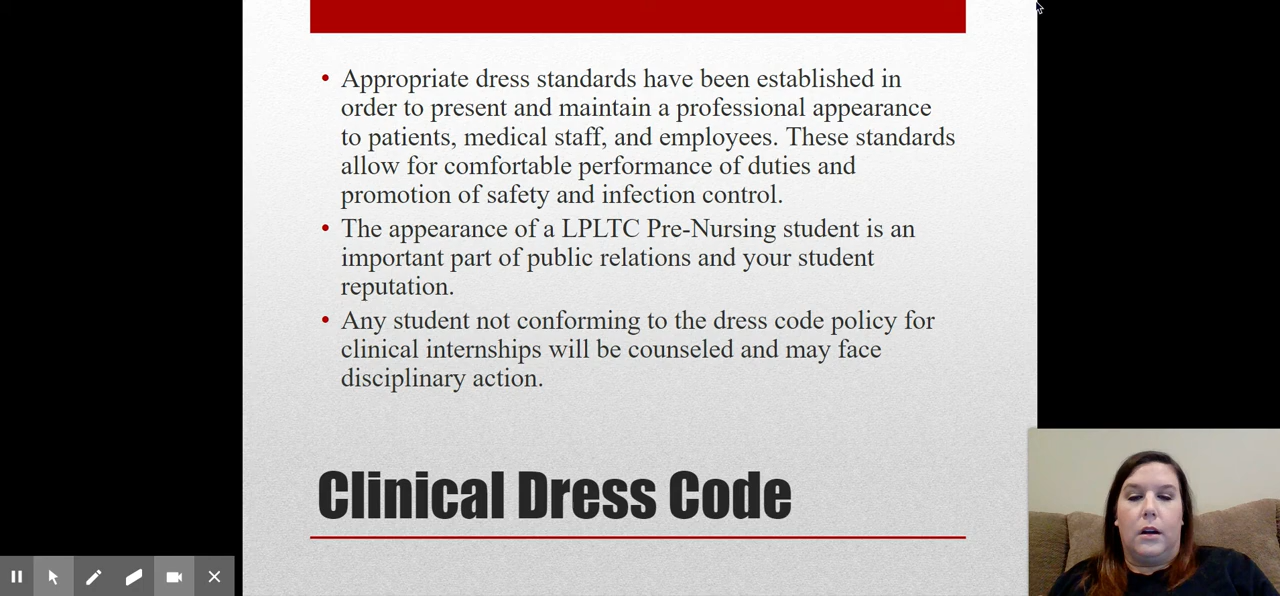 • Appropriate dress standards have been established in
order to present and maintain a professional appearance
to patients, medical staff, and employees. These standards
allow for comfortable performance of duties and
promotion of safety and infection control.
• The appearance of a LPLTC Pre-Nursing student is an
important part of public relations and your student
reputation.
• Any student not conforming to the dress code policy for
clinical internships will be counseled and may face
disciplinary action.
Clinical Dress Code